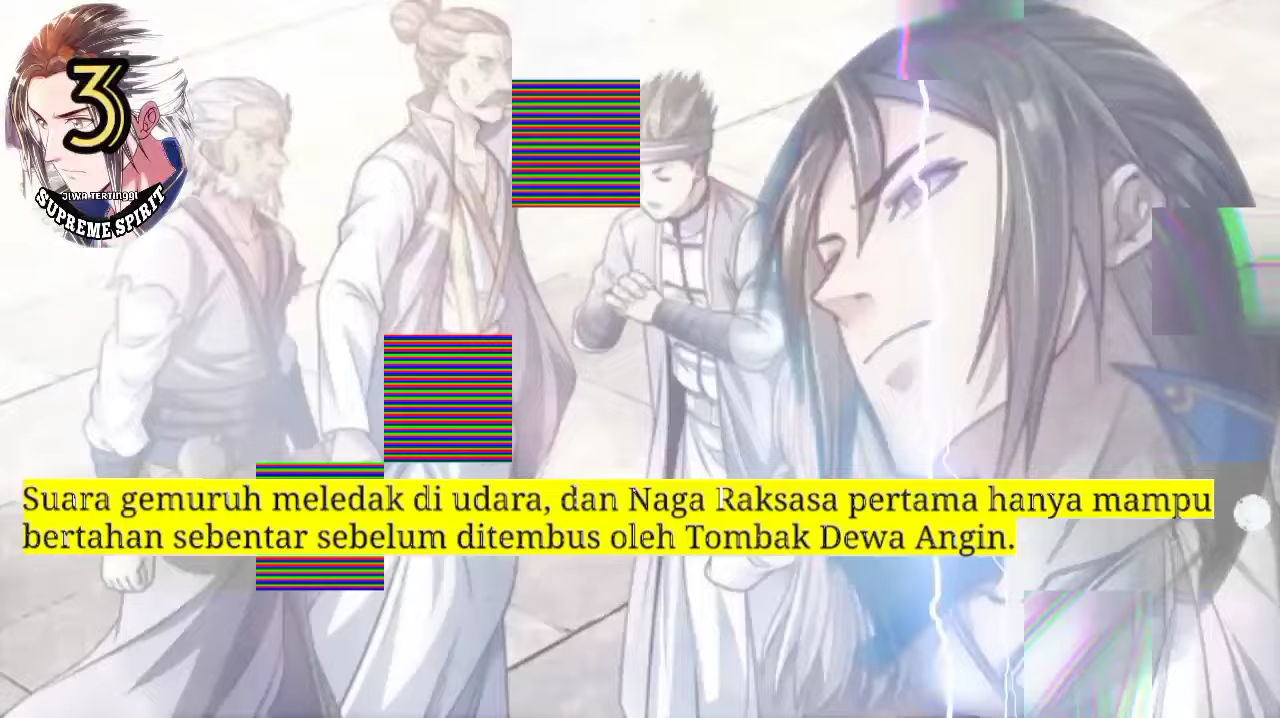 3
JIWA TERTINGGI
SUPREME SPIRIT
Suara gemuruh meledak di udara, dan Naga Raksasa pertama hanya mampu
bertahan sebentar sebelum ditembus oleh Tombak Dewa Angin.